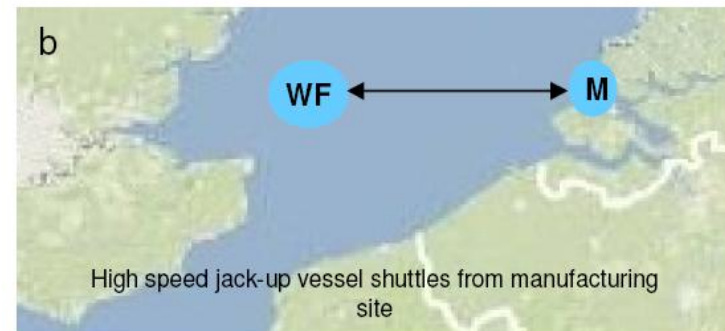 b
WF
M
High speed jack-up vessel shuttles from manufacturing
site